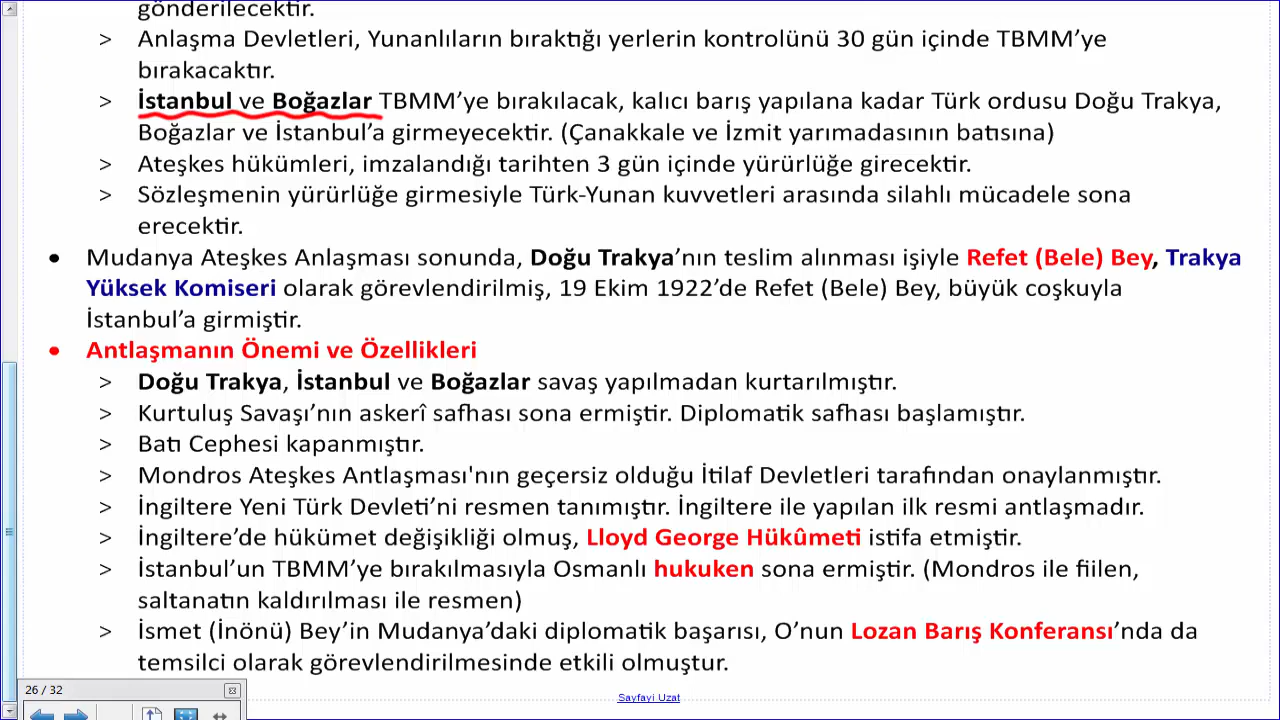 gönderilecektir.
> Anlaşma Devletleri, Yunanlıların bıraktığı yerlerin kontrolünü 30 gün içinde TBMM’ye
bırakacaktır.
> İstanbul ve Boğazlar TBMM’ye bırakılacak, kalıcı barış yapılana kadar Türk ordusu Doğu Trakya,
Boğazlar ve İstanbul’a girmeyecektir. (Çanakkale ve İzmit yarımadasının batısına)
> Ateşkes hükümleri, imzalandığı tarihten 3 gün içinde yürürlüğe girecektir.
> Sözleşmenin yürürlüğe girmesiyle Türk-Yunan kuvvetleri arasında silahlı mücadele sona
erecektir.
• Mudanya Ateşkes Anlaşması sonunda, Doğu Trakya’nın teslim alınması işiyle Refet (Bele) Bey, Trakya
Yüksek Komiseri olarak görevlendirilmiş, 19 Ekim 1922’de Refet (Bele) Bey, büyük coşkuyla
İstanbul’a girmiştir.
• Antlaşmanın Önemi ve Özellikleri
> Doğu Trakya, İstanbul ve Boğazlar savaş yapılmadan kurtarılmıştır.
> Kurtuluş Savaşı’nın askerî safhası sona ermiştir. Diplomatik safhası başlamıştır.
> Batı Cephesi kapanmıştır.
> Mondros Ateşkes Antlaşması'nın geçersiz olduğu İtilaf Devletleri tarafından onaylanmıştır.
> İngiltere Yeni Türk Devleti’ni resmen tanımıştır. İngiltere ile yapılan ilk resmi antlaşmadır.
> İngiltere’de hükümet değişikliği olmuş, Lloyd George Hükûmeti istifa etmiştir.
> İstanbul’un TBMM’ye bırakılmasıyla Osmanlı hukuken sona ermiştir. (Mondros ile fiilen,
saltanatın kaldırılması ile resmen)
> İsmet (İnönü) Bey’in Mudanya’daki diplomatik başarısı, O’nun Lozan Barış Konferansı’nda da
temsilci olarak görevlendirilmesinde etkili olmuştur.
26 / 32
Sayfayi Uzat